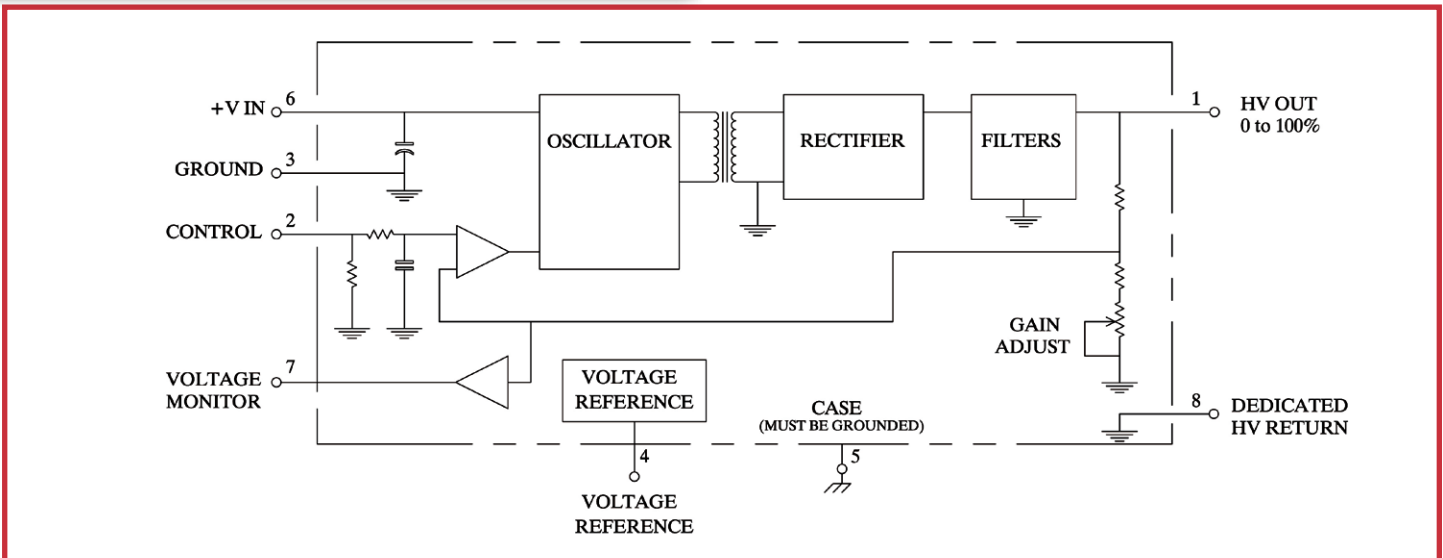 +V IN
6
GROUND
3
CONTROL
2
VOLTAGE
MONITOR
7
OSCILLATOR
RECTIFIER
FILTERS
1
HV OUT
0 to 100%
GAIN
ADJUST
8
DEDICATED
HV RETURN
VOLTAGE
REFERENCE
4
VOLTAGE
REFERENCE
CASE
(MUST BE GROUNDED)
5